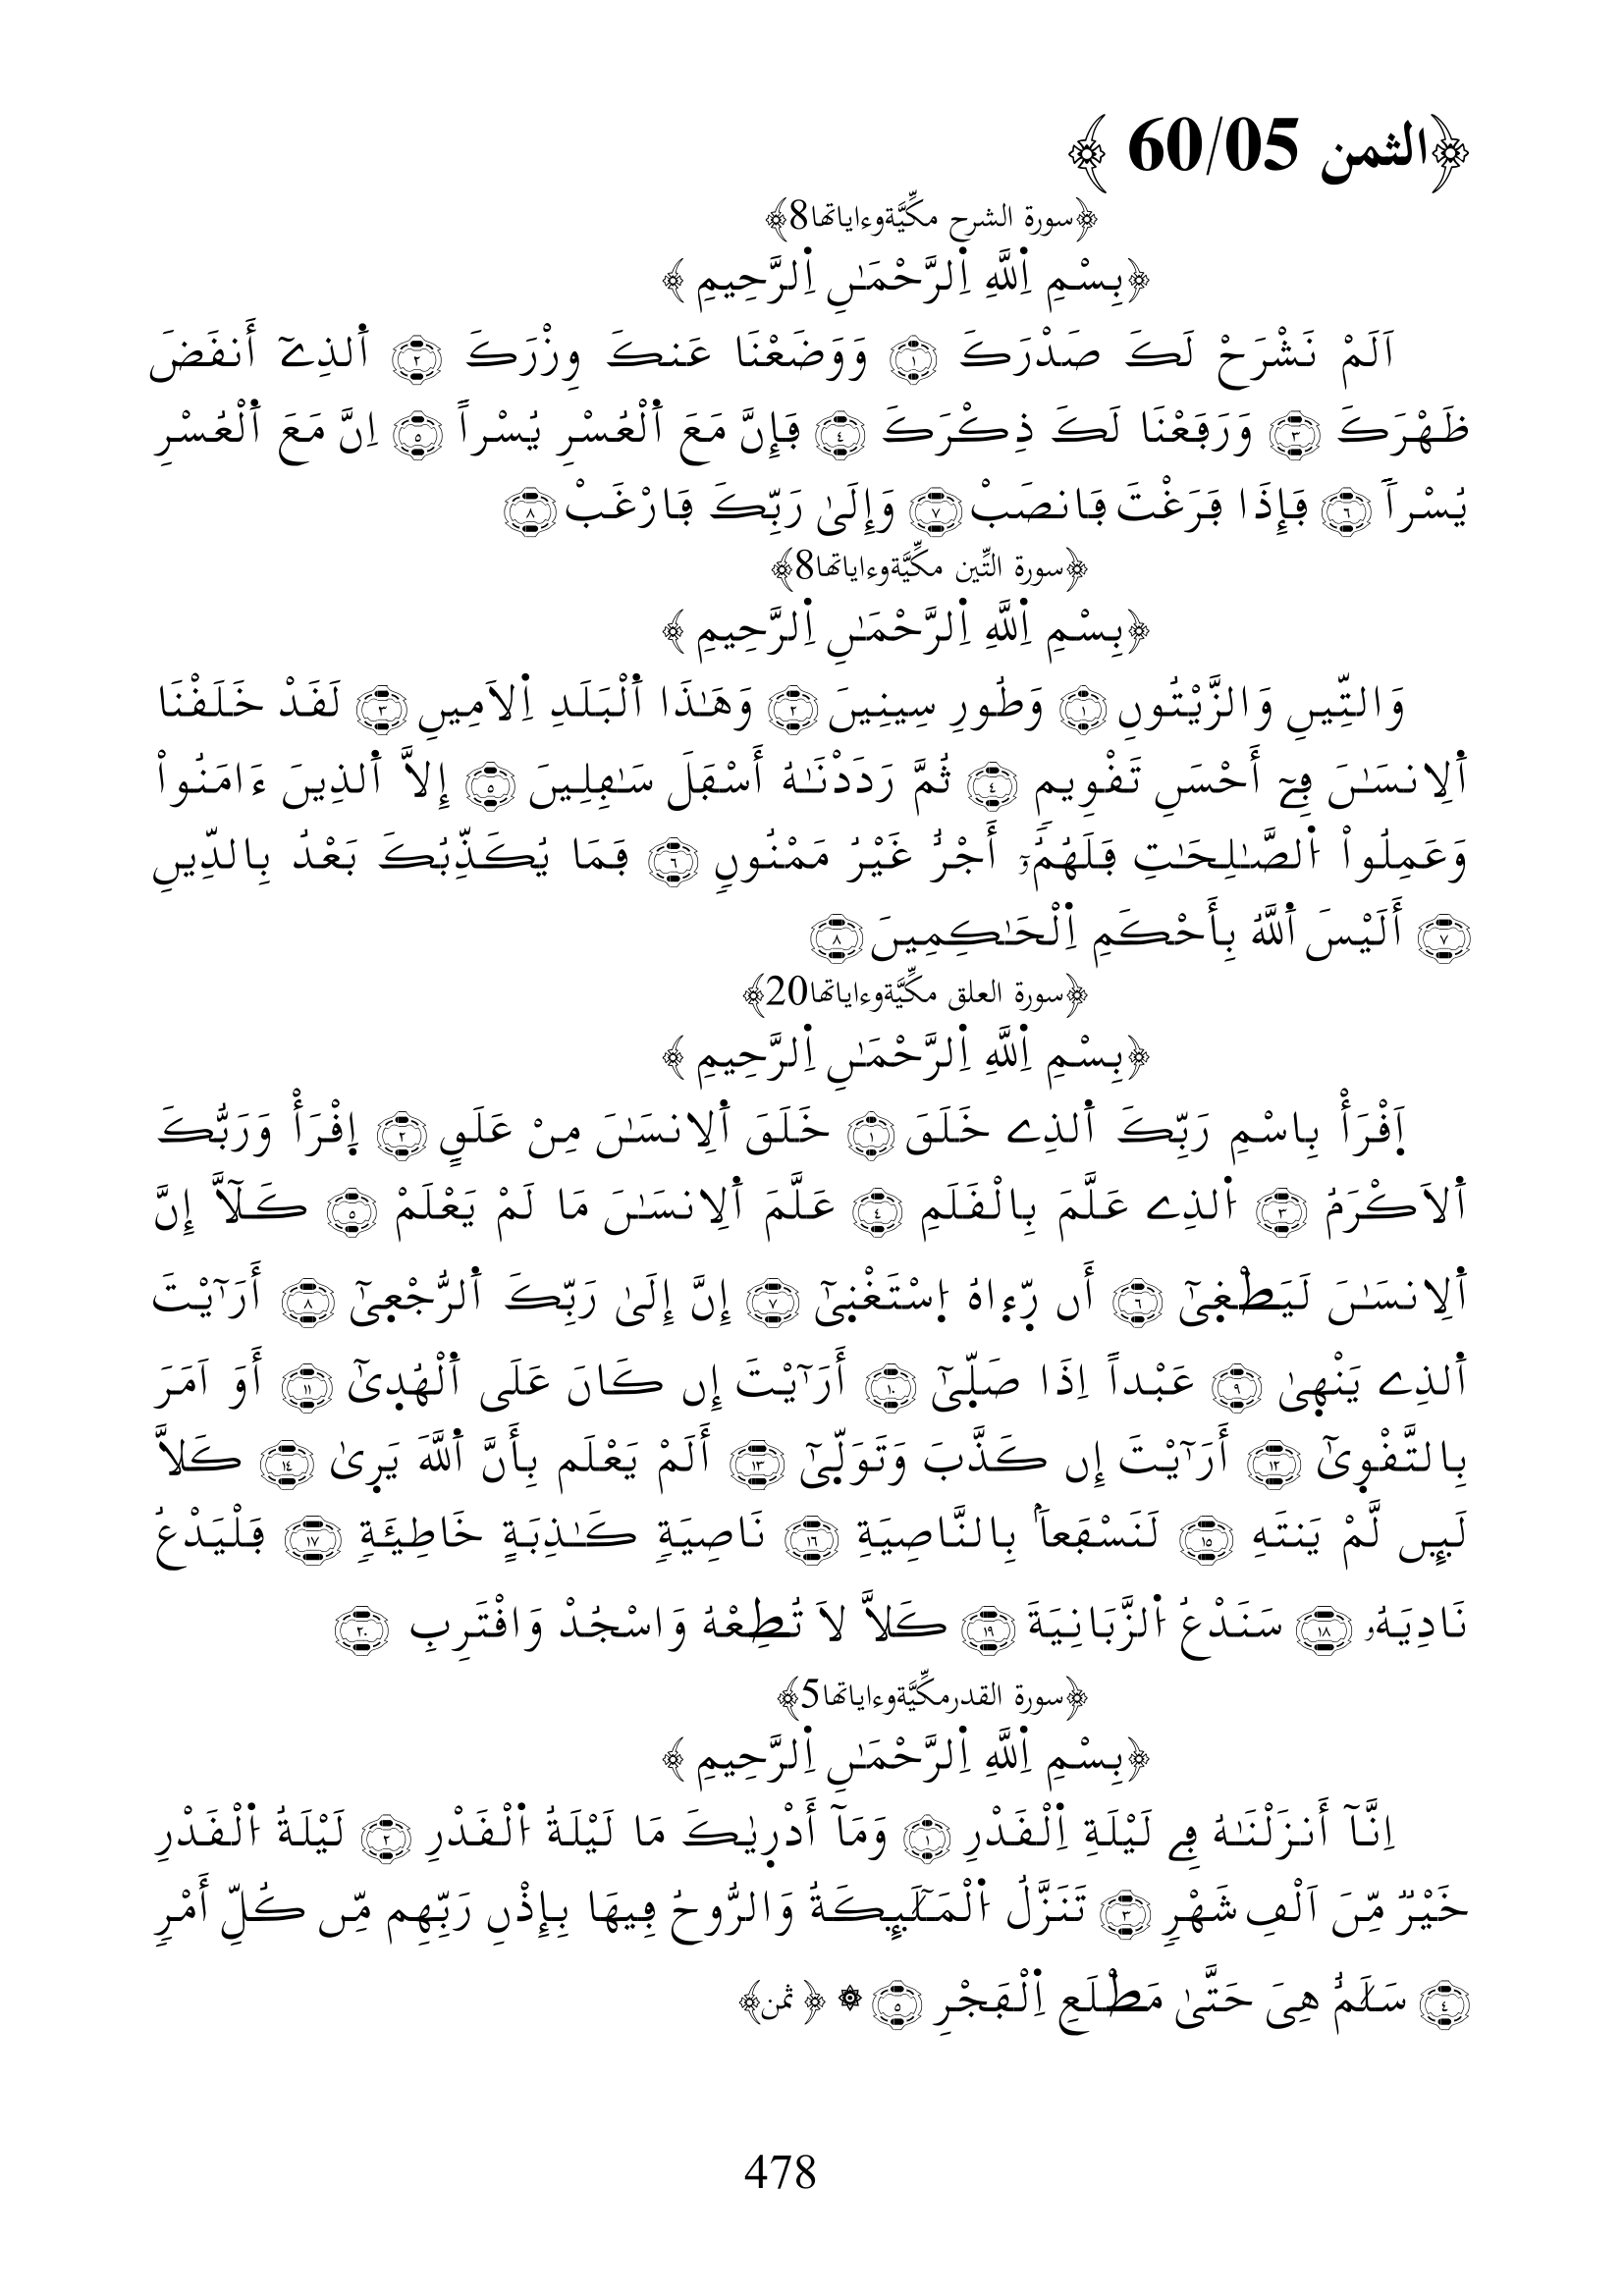 ﴿الثمن 60/05 ﴾
﴿سورة الشرح مكِّيَّةوءاياتها8﴾
﴿بِسْمِ اِ۬للَّهِ اِ۬لرَّحْمَٰنِ اِ۬لرَّحِيمِ ﴾
اَلَمْ نَشْرَحْ لَكَ صَدْرَكَ ١ وَوَضَعْنَا عَنكَ وِزْرَكَ ٢ اَ۬لذِےٓ أَنقَضَ
ظَهْرَكَ ٣ وَرَفَعْنَا لَكَ ذِكْرَكَ ٤ فَإِنَّ مَعَ اَ۬لْعُسْرِ يُسْراً ٥ اِنَّ مَعَ اَ۬لْعُسْرِ
يُسْراٗ ٦ فَإِذَا فَرَغْتَ فَانصَبْ ٧ وَإِلَىٰ رَبِّكَ فَارْغَبْ ٨
﴿سورة التِّين مكِّيَّةوءاياتها8﴾
﴿بِسْمِ اِ۬للَّهِ اِ۬لرَّحْمَٰنِ اِ۬لرَّحِيمِ ﴾
وَالتِّينِ وَالزَّيْتُونِ ١ وَطُورِ سِينِينَ ٢ وَهَٰذَا اَ۬لْبَلَدِ اِ۬لَامِينِ ٣ لَقَدْ خَلَقْنَا
اَ۬لِانسَٰنَ فِےٓ أَحْسَنِ تَقْوِيمٖ ٤ ثُمَّ رَدَدْنَٰهُ أَسْفَلَ سَٰفِلِينَ ٥ إِلاَّ اَ۬لذِينَ ءَامَنُواْ
وَعَمِلُواْ اُ۬لصَّٰلِحَٰتِ فَلَهُمُۥٓ أَجْرٌ غَيْرُ مَمْنُونٖ ٦ فَمَا يُكَذِّبُكَ بَعْدُ بِالدِّينِ
٧ أَلَيْسَ اَ۬للَّهُ بِأَحْكَمِ اِ۬لْحَٰكِمِينَ ٨
﴿سورة العلق مكِّيَّةوءاياتها20﴾
﴿بِسْمِ اِ۬للَّهِ اِ۬لرَّحْمَٰنِ اِ۬لرَّحِيمِ ﴾
اَ۪قْرَأْ بِاسْمِ رَبِّكَ اَ۬لذِے خَلَقَ ١ خَلَقَ اَ۬لِانسَٰنَ مِنْ عَلَقٍ ٢ اِ۪قْرَأْ وَرَبُّكَ
اَ۬لَاكْرَمُ ٣ اُ۬لذِے عَلَّمَ بِالْقَلَمِ ٤ عَلَّمَ اَ۬لِانسَٰنَ مَا لَمْ يَعْلَمْ ٥ كَلَّآ إِنَّ
اَ۬لِانسَٰنَ لَيَطْغ۪ىٰٓ ٦ أَن رّ۪ء۪اهُ اُ۪سْتَغْن۪ىٰٓ ٧ إِنَّ إِلَىٰ رَبِّكَ اَ۬لرُّجْع۪ىٰٓ ٨ أَرَٰٓيْتَ
اَ۬لذِے يَنْه۪ىٰ ٩ عَبْداً اِذَا صَلّ۪ىٰٓ ١٠ أَرَٰٓيْتَ إِن كَانَ عَلَى اَ۬لْهُد۪ىٰٓ ١١ أَوَ اَمَرَ
بِالتَّقْو۪ىٰٓ ١٢ أَرَٰٓيْتَ إِن كَذَّبَ وَتَوَلّ۪ىٰٓ ١٣ أَلَمْ يَعْلَم بِأَنَّ اَ۬للَّهَ يَر۪ىٰ ١٤ كَلاَّ
لَئِن لَّمْ يَنتَهِ ١٥ لَنَسْفَعاَۢ بِالنَّاصِيَةِ ١٦ نَاصِيَةٖ كَٰذِبَةٍ خَاطِئَةٖ ١٧ فَلْيَدْعُ
نَادِيَهُۥ ١٨ سَنَدْعُ اُ۬لزَّبَانِيَةَ ١٩ كَلاَّ لَا تُطِعْهُ وَاسْجُدْ وَاقْتَرِبِ ٢٠
﴿سورة القدرمكِّيَّةوءاياتها5﴾
﴿بِسْمِ اِ۬للَّهِ اِ۬لرَّحْمَٰنِ اِ۬لرَّحِيمِ ﴾
اِنَّآ أَنزَلْنَٰهُ فِے لَيْلَةِ اِ۬لْقَدْرِ ١ وَمَآ أَدْر۪يٰكَ مَا لَيْلَةُ اُ۬لْقَدْرِ ٢ لَيْلَةُ اُ۬لْقَدْرِ
خَيْرٞ مِّنَ اَلْفِ شَهْرٖ ٣ تَنَزَّلُ اُ۬لْمَلَٰٓئِكَةُ وَالرُّوحُ فِيهَا بِإِذْنِ رَبِّهِم مِّن كُلِّ أَمْرٖ
٤ سَلَٰمٌ هِىَ حَتَّىٰ مَطْلَعِ اِ۬لْفَجْرِ ٥ ۞ ﴿ ثمن﴾
478